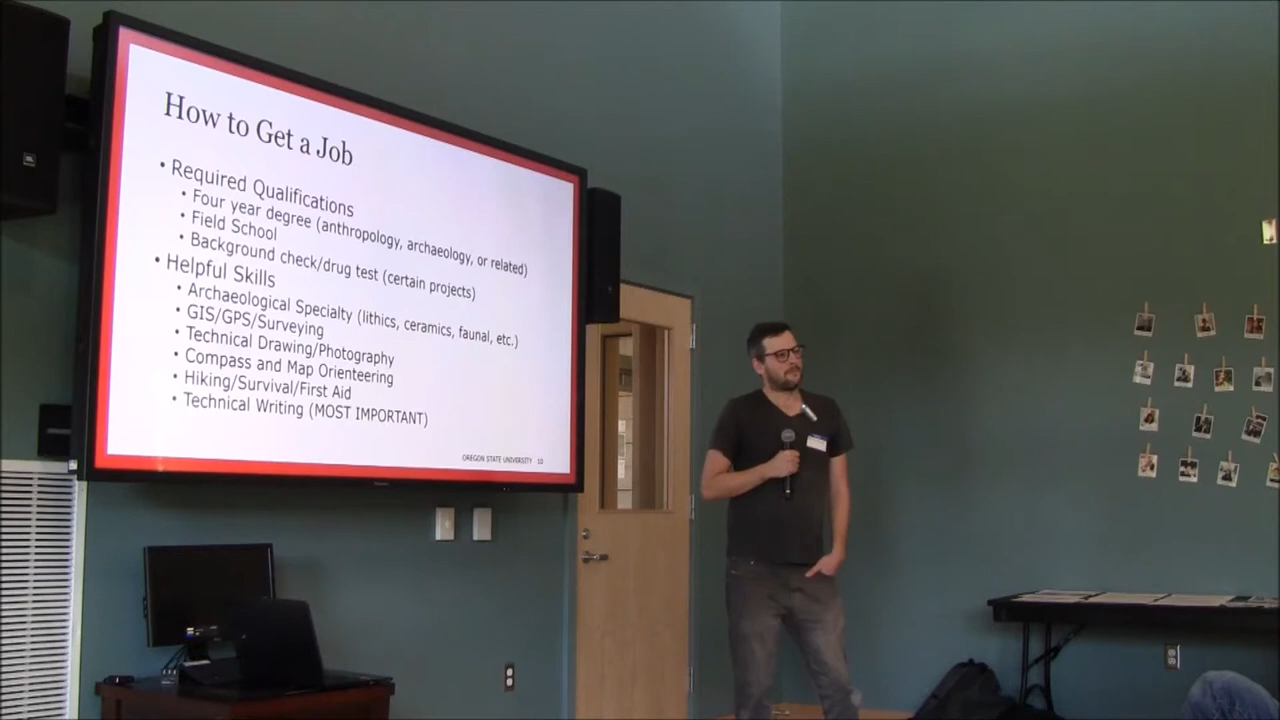 How to Get a Job
• Required Qualifications
• Four year degree (anthropology, archaeology, or related)
• Field School
• Background check/drug test (certain projects)
• Helpful Skills
• Archaeological Specialty (lithics, ceramics, faunal, etc.)
• GIS/GPS/Surveying
• Technical Drawing/Photography
• Compass and Map Orienteering
• Hiking/Survival/First Aid
• Technical Writing (MOST IMPORTANT)
OREGON STATE UNIVERSITY 10
JBL